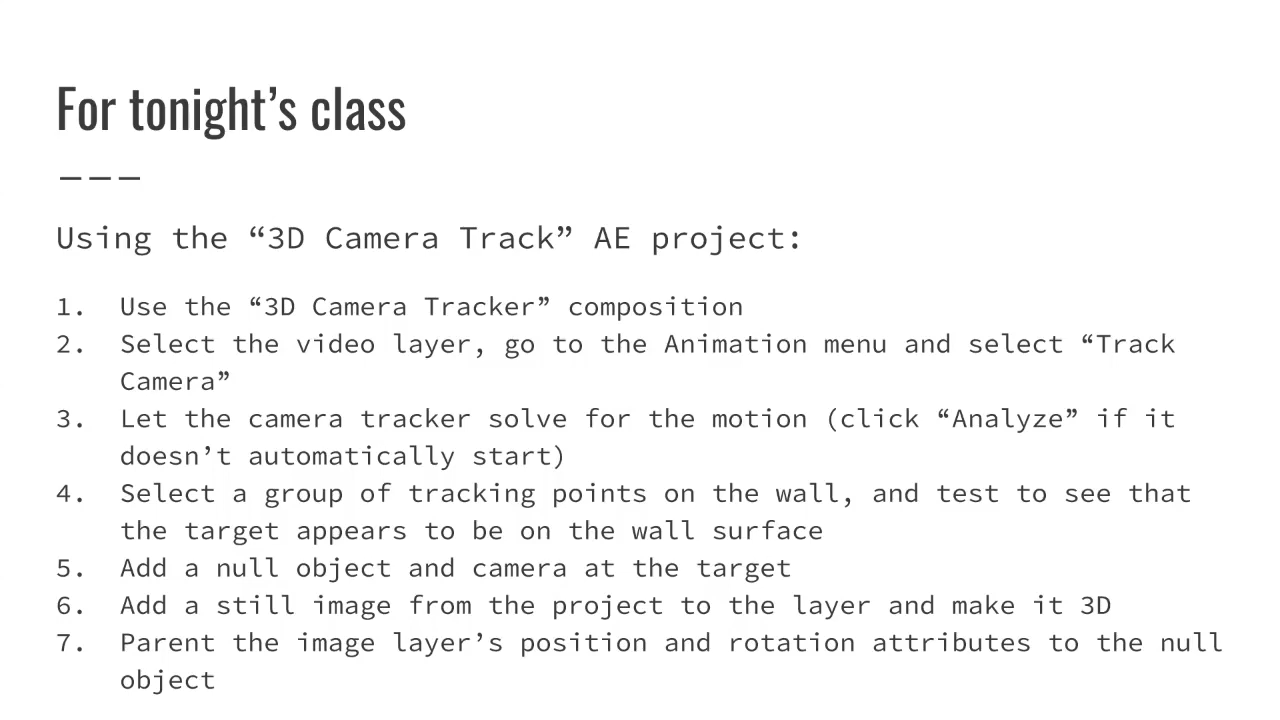 For tonight’s class
Using the “3D Camera Track” AE project:
1. Use the “3D Camera Tracker” composition
2. Select the video layer, go to the Animation menu and select “Track
Camera”
3. Let the camera tracker solve for the motion (click “Analyze” if it
doesn’t automatically start)
4. Select a group of tracking points on the wall, and test to see that
the target appears to be on the wall surface
5. Add a null object and camera at the target
6. Add a still image from the project to the layer and make it 3D
7. Parent the image layer’s position and rotation attributes to the null
object